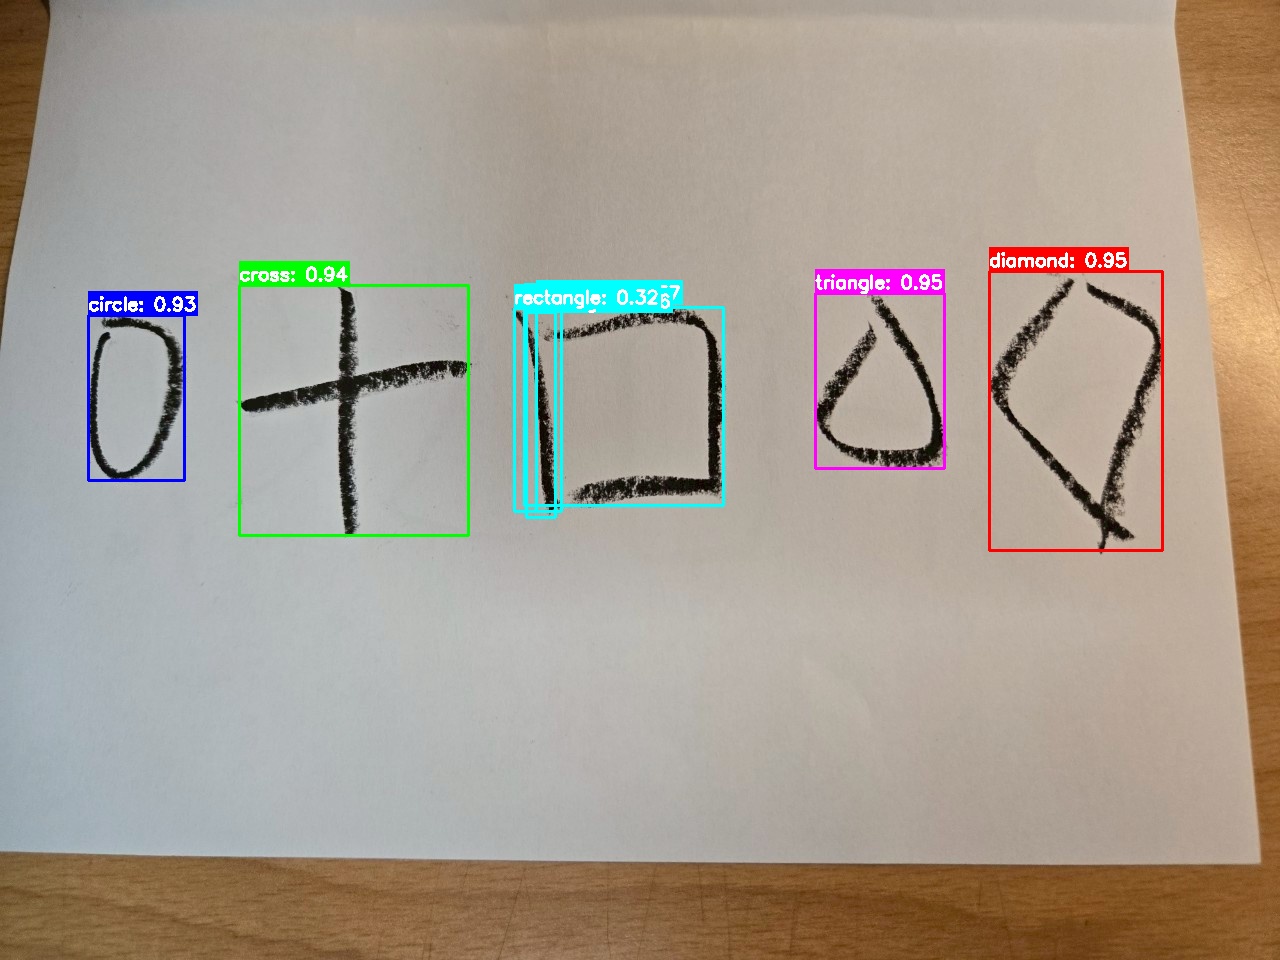 circle: 0.93
cross: 0.94
rectangle: 0.32
triangle: 0.95
diamond: 0.95